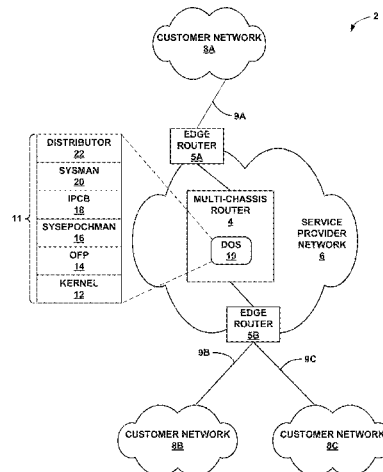 2
CUSTOMER NETWORK
8A
9A
EDGE
ROUTER
5A
DISTRIBUTOR
22
SYSMAN
20
IPCB
18
SYSEPOCHMAN
16
OFP
14
KERNEL
12
11
MULTI-CHASSIS
ROUTER
4
DOS
19
SERVICE
PROVIDER
NETWORK
6
EDGE
ROUTER
5B
9B
9C
CUSTOMER NETWORK
8B
CUSTOMER NETWORK
8C